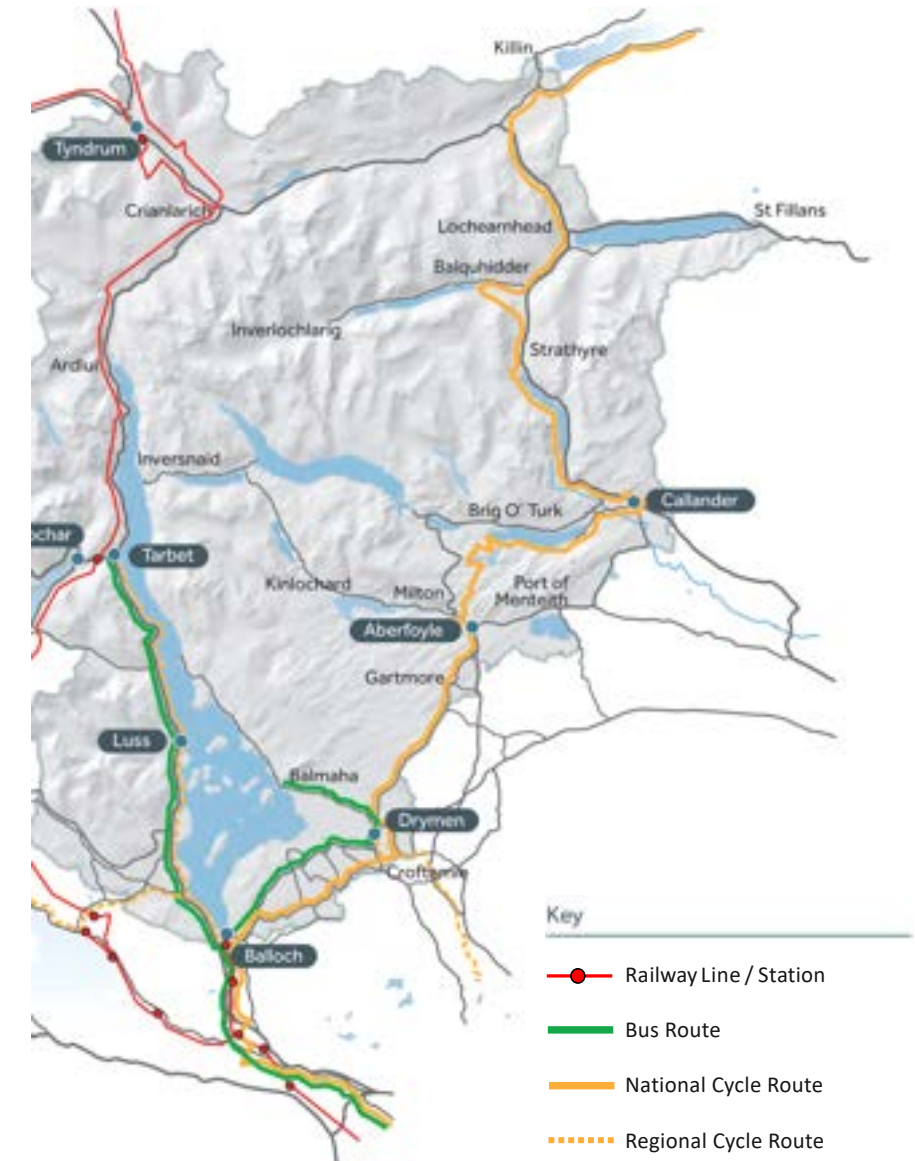 Killin
Tyndrum
Crianlarich
St Fillans
Lochearnhead
Balquhidder
Inverlochlarig
Strathyre
Ardlui
Inversnaid
Callander
Brig O' Turk
ochar
Tarbet
Kinlochard
Milton
Port of
Menteith
Aberfoyle
Gartmore
Luss
Balmaha
Drymen
Croftamie
Balloch
Key
Railway Line / Station
Bus Route
National Cycle Route
Regional Cycle Route